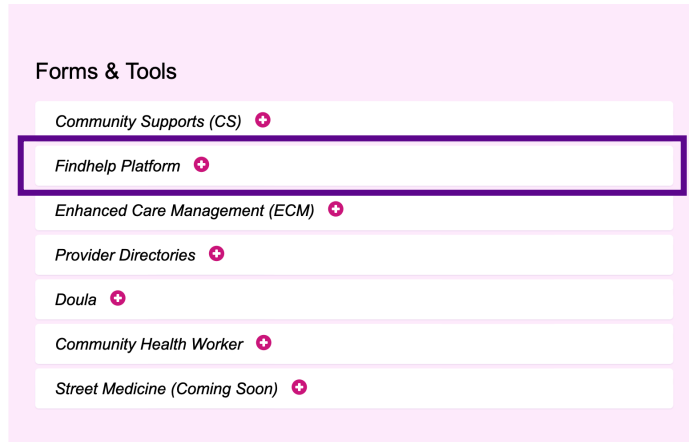 Forms & Tools
Community Supports (CS)
Findhelp Platform
Enhanced Care Management (ECM)
Provider Directories
Doula
Community Health Worker
Street Medicine (Coming Soon)